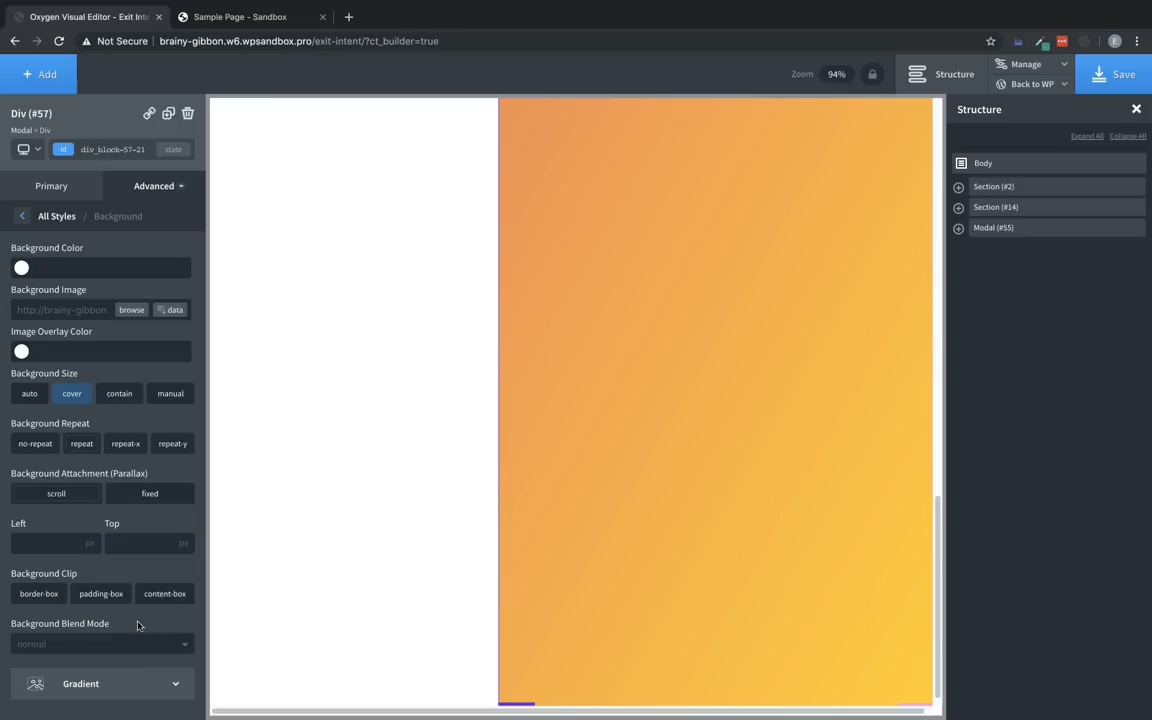 Oxygen Visual Editor - Exit Inte
Sample Page - Sandbox
Not Secure
brainy-gibbon.w6.wpsandbox.pro/exit-intent/?ct_builder=true
E
+ Add
Zoom
94%
Structure
Manage
Back to WP
Save
Div (#57)
Modal > Div
id
div_block-57-21
state
Primary
Advanced
All Styles / Background
Background Color
Background Image
http://brainy-gibbon.
browse
data
Image Overlay Color
Background Size
auto
cover
contain
manual
Background Repeat
no-repeat
repeat
repeat-x
repeat-y
Background Attachment (Parallax)
scroll
fixed
Left
Top
px
px
Background Clip
border-box
padding-box
content-box
Background Blend Mode
normal
Gradient
Structure
Expand All
Collapse All
Body
Section (#2)
Section (#14)
Modal (#55)